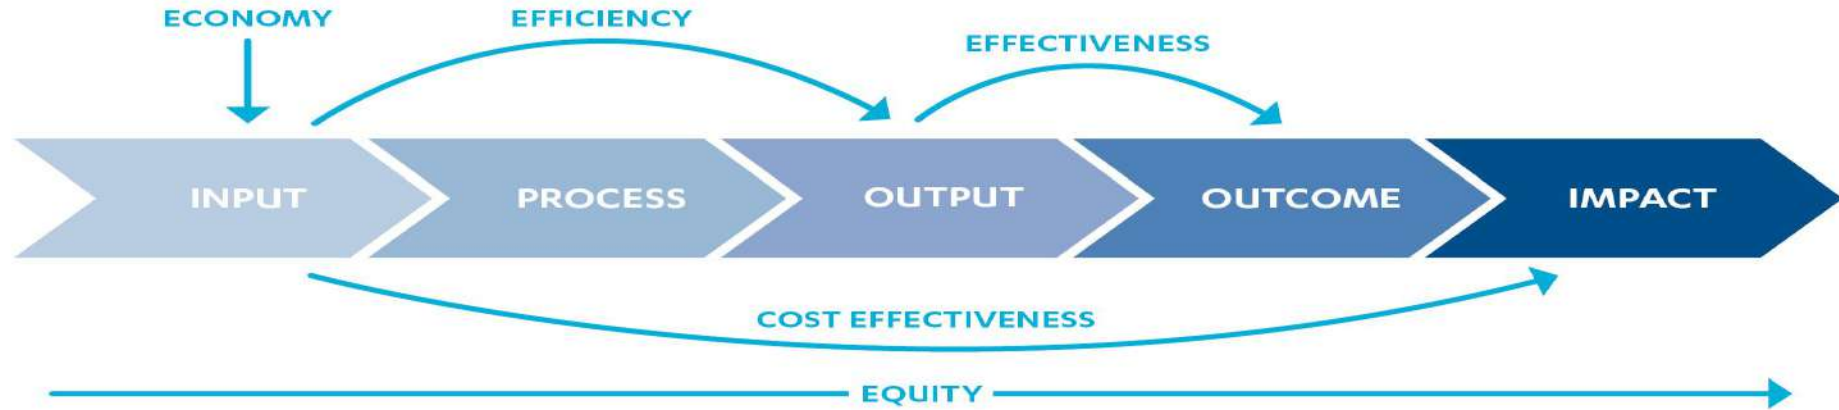 ECONOMY
EFFICIENCY
EFFECTIVENESS
INPUT
PROCESS
OUTPUT
OUTCOME
IMPACT
COST EFFECTIVENESS
EQUITY